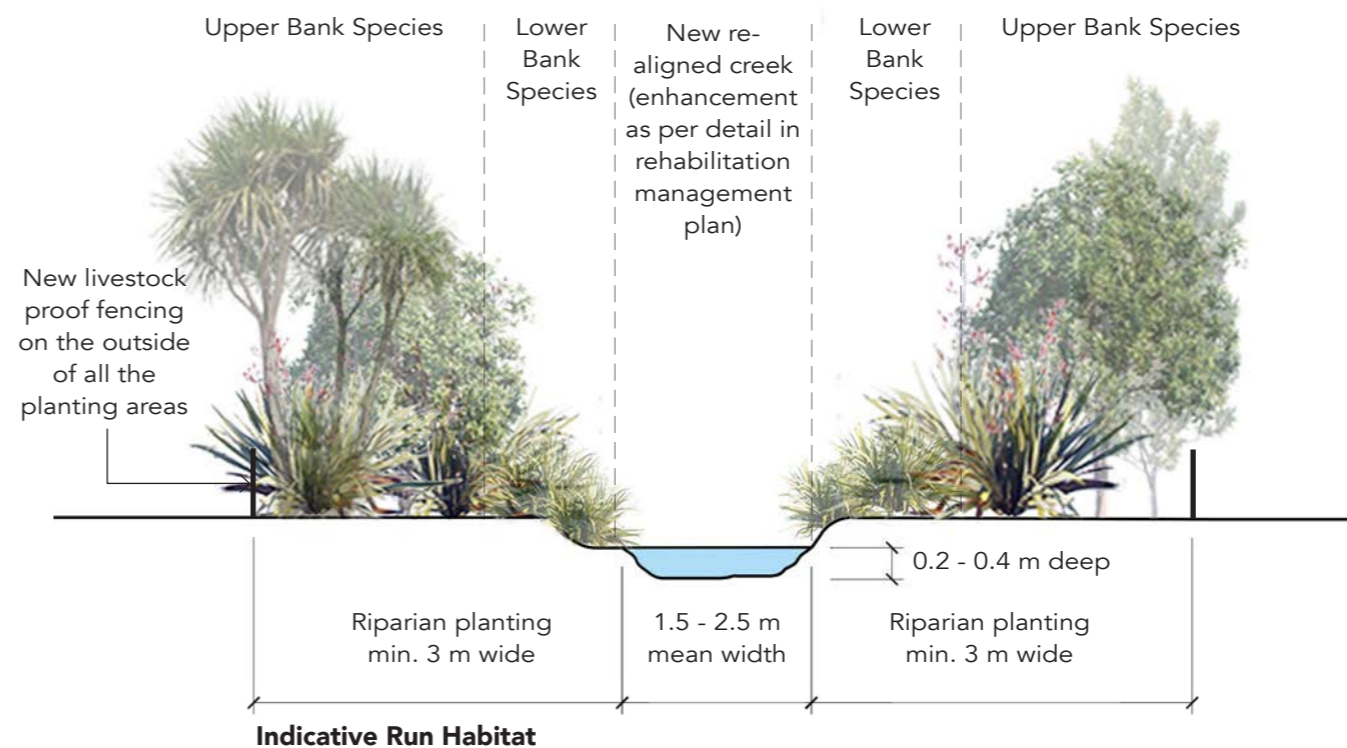 Upper Bank Species
Lower
Bank
Species
New re-
aligned creek
(enhancement
as per detail in
rehabilitation
management
plan)
Lower
Bank
Species
Upper Bank Species
New livestock
proof fencing
on the outside
of all the
planting areas
0.2 - 0.4 m deep
Riparian planting
min. 3 m wide
1.5 - 2.5 m
mean width
Riparian planting
min. 3 m wide
Indicative Run Habitat